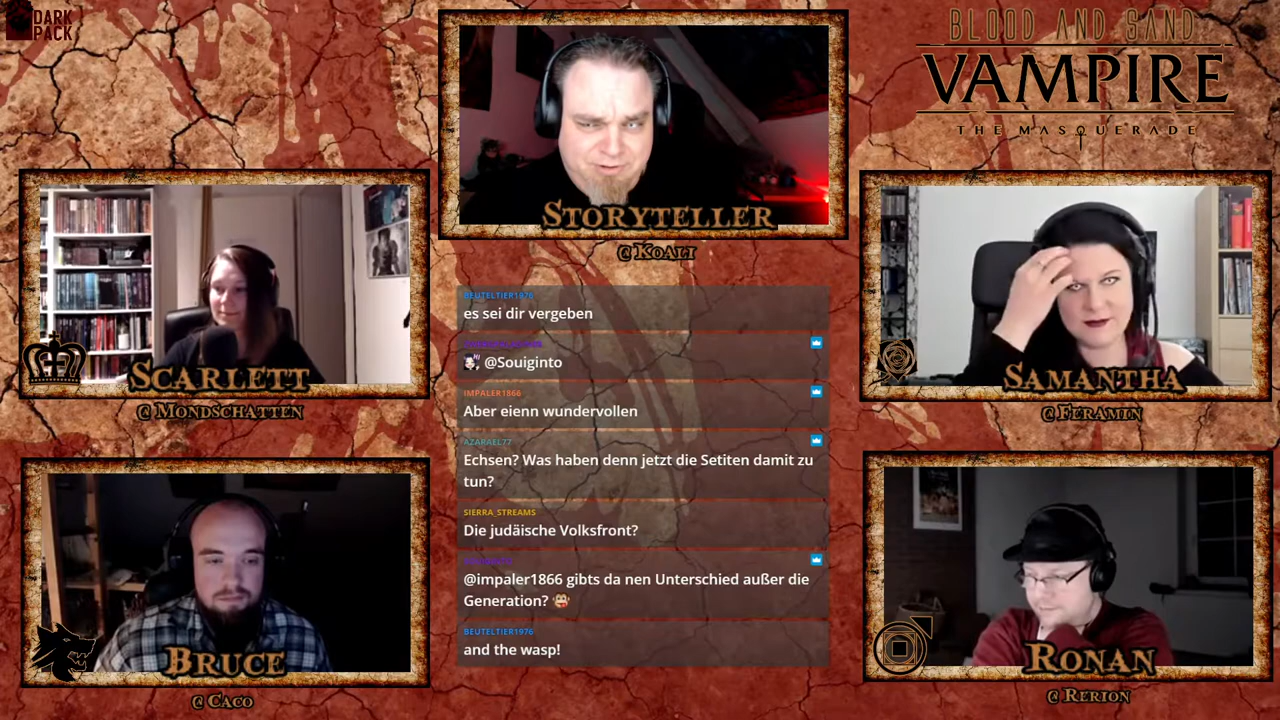 DARK
PACK
BLOOD AND SAND
VAMPIRE
THE MASQUERADE
STORYTELLER
@ KOALI
SCARLETT
@ MONDSCHATTEN
SAMANTHA
@ FERAMIN
BEUTELTIER1976
es sei dir vergeben
@Souiginto
IMPALER1866
Aber eienn wundervollen
AZARAEL77
Echsen? Was haben denn jetzt die Setiten damit zu
tun?
SIERRA_STREAMS
Die judäische Volksfront?
@impaler1866 gibts da nen Unterschied außer die
Generation?
BEUTELTIER1976
and the wasp!
BRUCE
@ CACO
RONAN
@ RERION